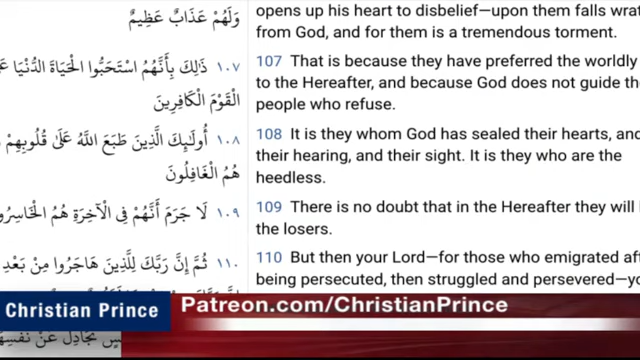 وَلَهُمْ عَذَابٌ عَظِيمٌ
١٠٧ ذَٰلِكَ بِأَنَّهُمُ اسْتَحَبُّوا الْحَيَاةَ الدُّنْيَا
الْقَوْمَ الْكَافِرِينَ
١٠٨ أُولَٰئِكَ الَّذِينَ طَبَعَ اللَّهُ عَلَىٰ قُلُوبِهِمْ
هُمُ الْغَافِلُونَ
١٠٩ لَا جَرَمَ أَنَّهُمْ فِي الْآخِرَةِ هُمُ الْخَاسِرُو
١١٠ ثُمَّ إِنَّ رَبَّكَ لِلَّذِينَ هَاجَرُوا مِنْ بَعْدِ
تُجَادِلُ عَنْ نَفْسِهَا
opens up his heart to disbelief—upon them falls wrat
from God, and for them is a tremendous torment.
107 That is because they have preferred the worldly
to the Hereafter, and because God does not guide the
people who refuse.
108 It is they whom God has sealed their hearts, and
their hearing, and their sight. It is they who are the
heedless.
109 There is no doubt that in the Hereafter they will
the losers.
110 But then your Lord—for those who emigrated aft
being persecuted, then struggled and persevered—yo
Christian Prince
Patreon.com/ChristianPrince